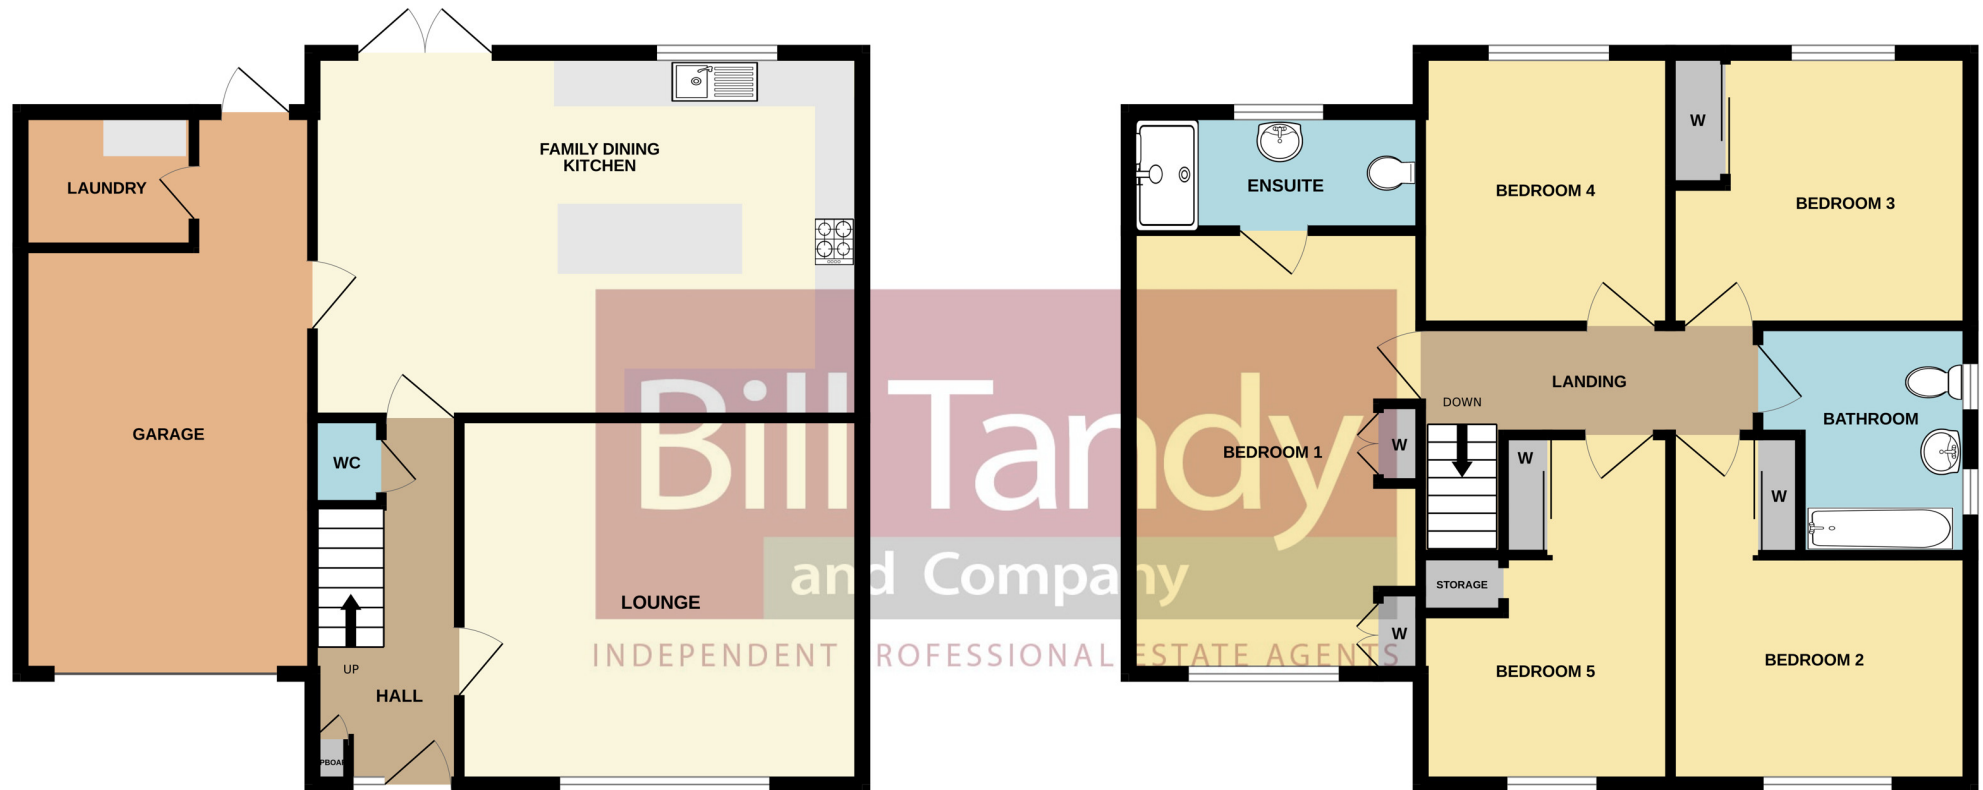 FAMILY DINING
KITCHEN
LAUNDRY
GARAGE
WC
LOUNGE
UP
HALL
PBOAR
ENSUITE
BEDROOM 4
W
BEDROOM 3
LANDING
DOWN
BATHROOM
BEDROOM 1
W
W
W
STORAGE
W
BEDROOM 5
BEDROOM 2
Bill Tandy
and Company
INDEPENDENT PROFESSIONAL ESTATE AGENTS